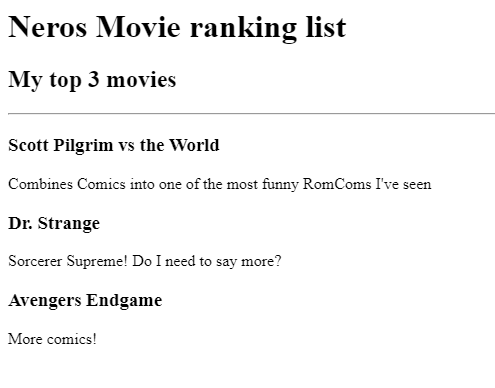 Neros Movie ranking list
My top 3 movies
Scott Pilgrim vs the World
Combines Comics into one of the most funny RomComs I've seen
Dr. Strange
Sorcerer Supreme! Do I need to say more?
Avengers Endgame
More comics!